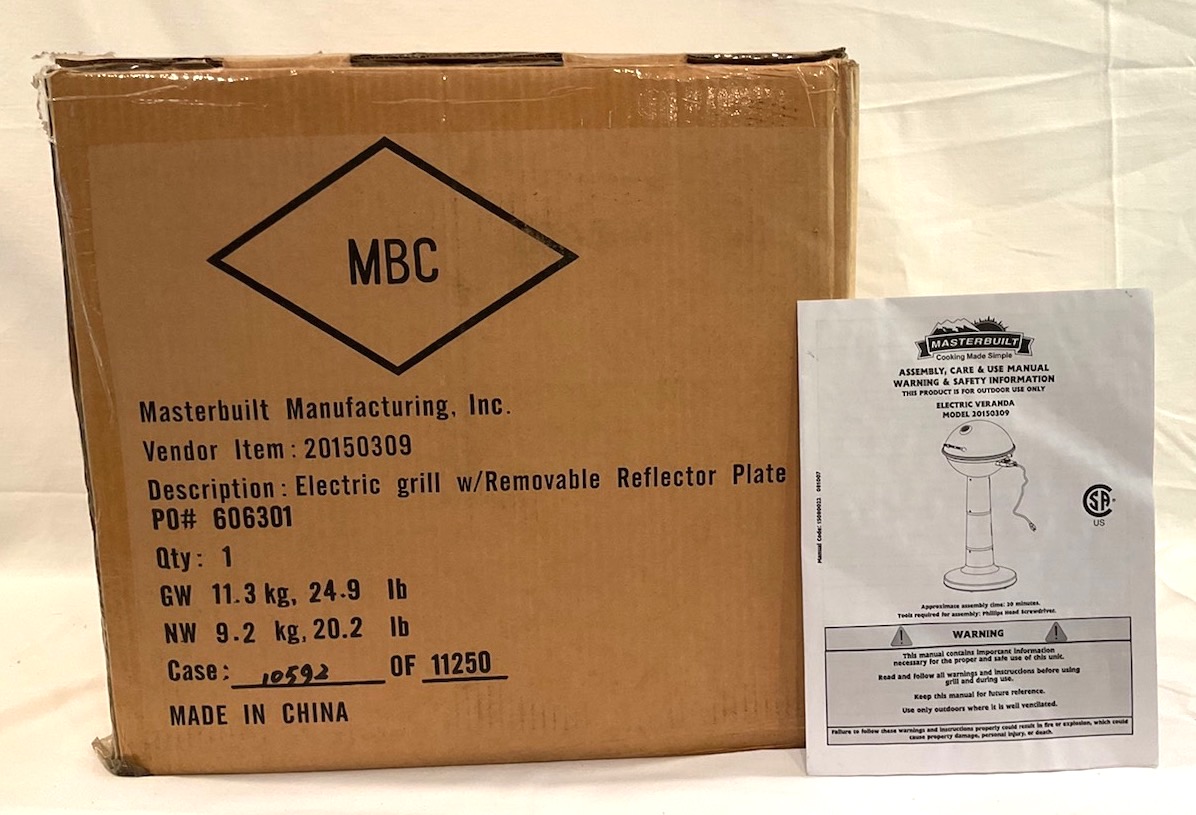 MBC
Masterbuilt Manufacturing, Inc.
Vendor Item: 20150309
Description: Electric grill w/Removable Reflector Plate
PO# 606301
Qty: 1
GW 11.3 kg, 24.9 lb
NW 9.2 kg, 20.2 lb
Case: 10592 OF 11250
MADE IN CHINA
MASTERBUILT
Cooking Made Simple
ASSEMBLY, CARE & USE MANUAL
WARNING & SAFETY INFORMATION
THIS PRODUCT IS FOR OUTDOOR USE ONLY
ELECTRIC VERANDA
MODEL 20150309
SA
US
Manual Code: 15080023 081007
Approximate assembly time: 30 minutes.
Tools required for assembly: Phillips Head Screwdriver.
WARNING
This manual contains important information
necessary for the proper and safe use of this unit.
Read and follow all warnings and instructions before using
grill and during use.
Keep this manual for future reference.
Use only outdoors where it is well ventilated.
Failure to follow these warnings and instructions properly could result in fire or explosion, which could
cause property damage, personal injury, or death.